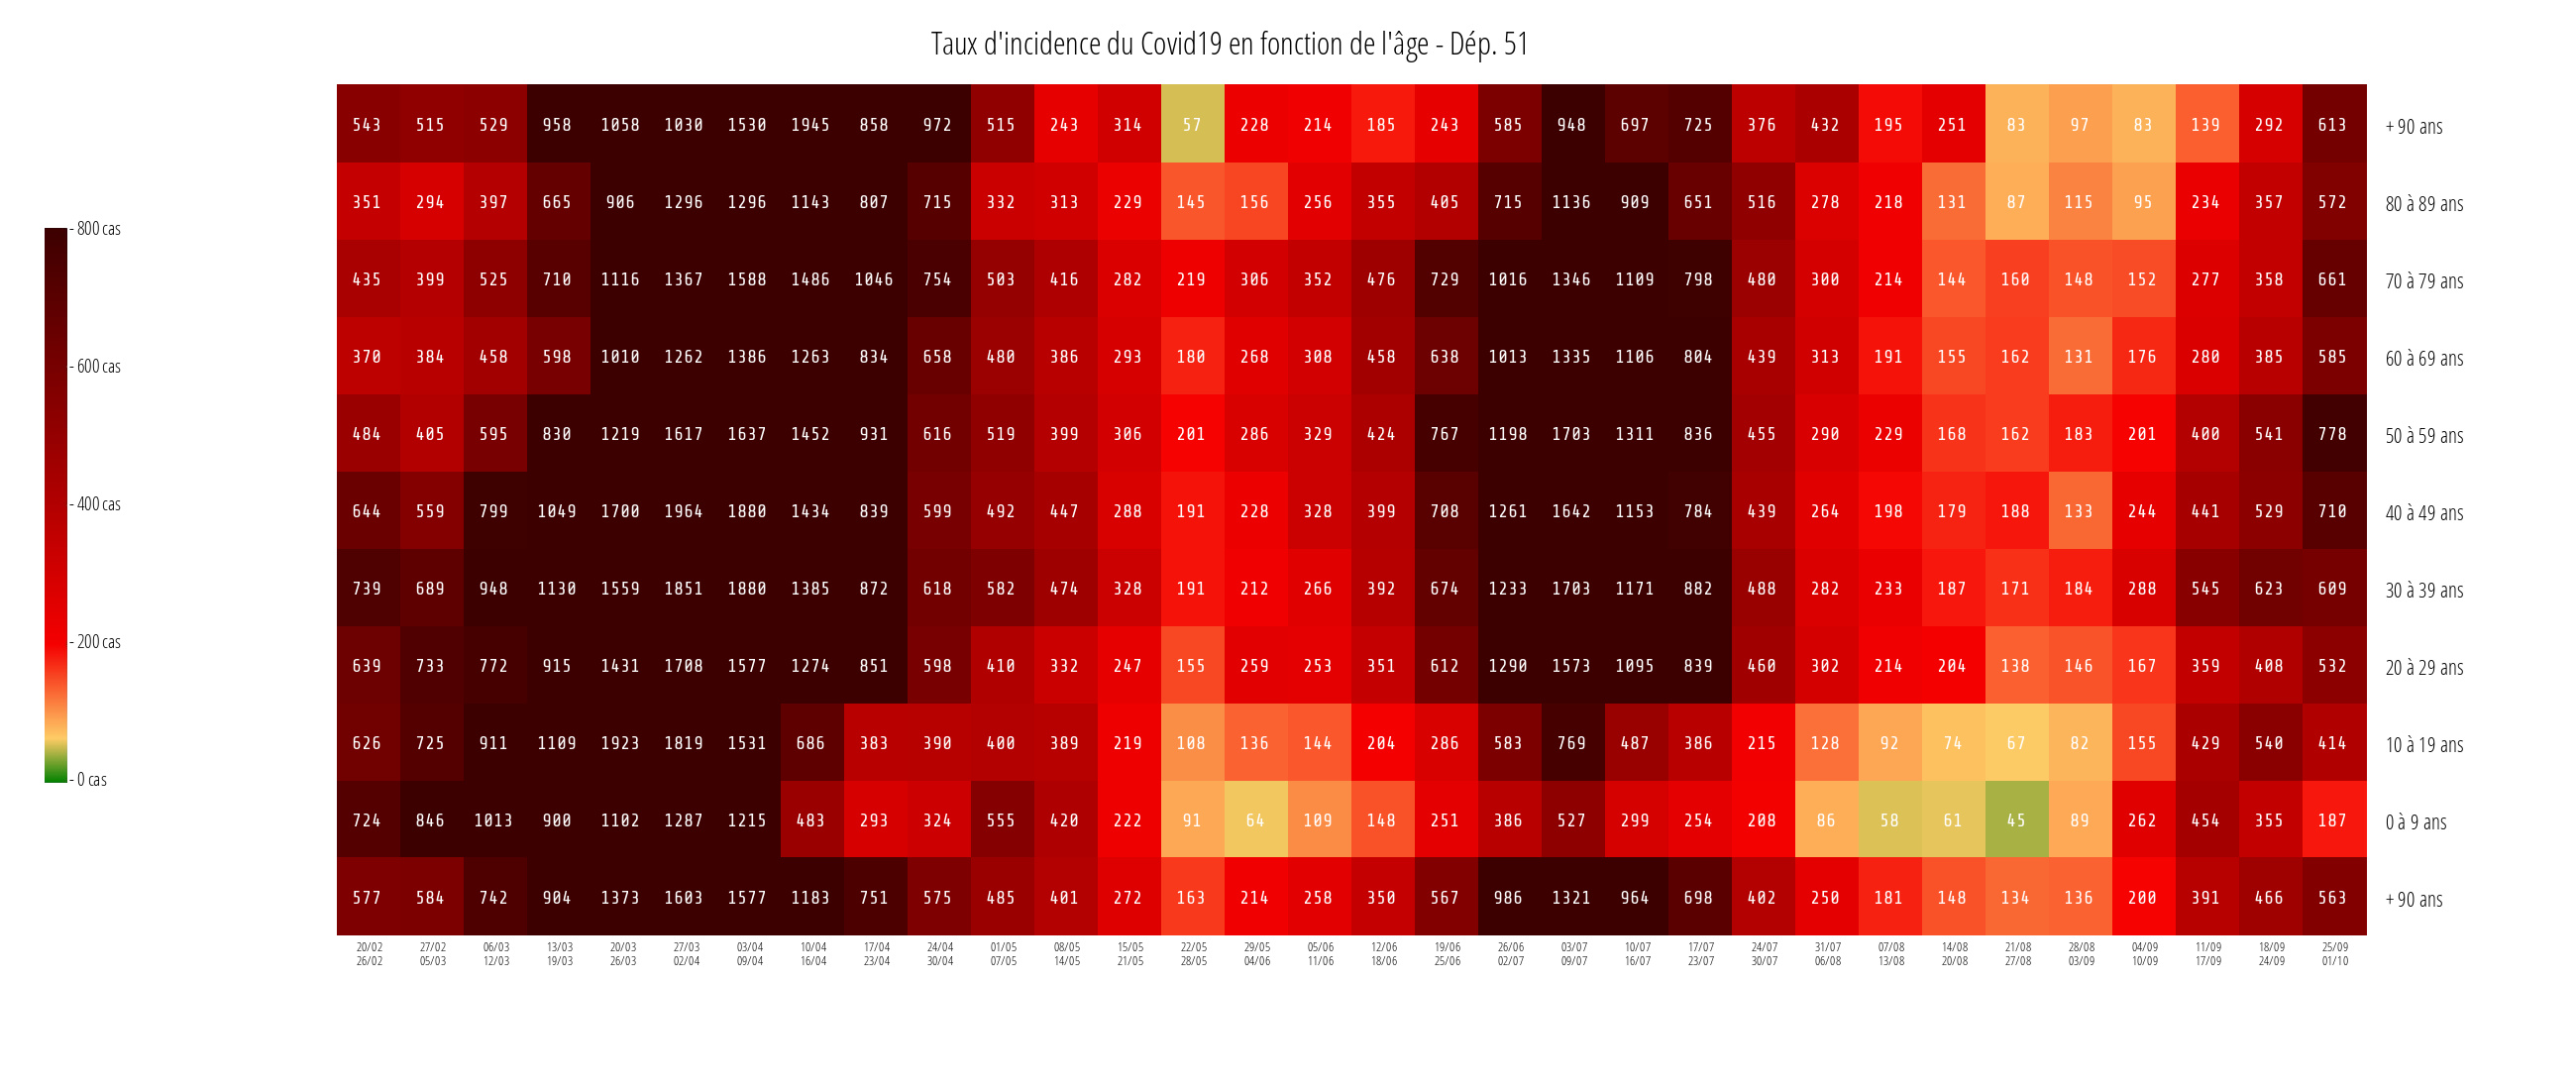 Taux d'incidence du Covid19 en fonction de l'âge - Dép. 51
- 800 cas
- 600 cas
- 400 cas
- 200 cas
- 0 cas
543 515 529 958 1058 1030 1530 1945 858 972 515 243 314 57 228 214 185 243 585 948 697 725 376 432 195 251 83 97 83 139 292 613 + 90 ans
351 294 397 665 906 1296 1296 1143 807 715 332 313 229 145 156 256 355 405 715 1136 909 651 516 278 218 131 87 115 95 234 357 572 80 à 89 ans
435 399 525 710 1116 1367 1588 1486 1046 754 503 416 282 219 306 352 476 729 1016 1346 1109 798 480 300 214 144 160 148 152 277 358 661 70 à 79 ans
370 384 458 598 1010 1262 1386 1263 834 658 480 386 293 180 268 308 458 638 1013 1335 1106 804 439 313 191 155 162 131 176 280 385 585 60 à 69 ans
484 405 595 830 1219 1617 1637 1452 931 616 519 399 306 201 286 329 424 767 1198 1703 1311 836 455 290 229 168 162 183 201 400 541 778 50 à 59 ans
644 559 799 1049 1700 1964 1880 1434 839 599 492 447 288 191 228 328 399 708 1261 1642 1153 784 439 264 198 179 188 133 244 441 529 710 40 à 49 ans
739 689 948 1130 1559 1851 1880 1385 872 618 582 474 328 191 212 266 392 674 1233 1703 1171 882 488 282 233 187 171 184 288 545 623 609 30 à 39 ans
639 733 772 915 1431 1708 1577 1274 851 598 410 332 247 155 259 253 351 612 1290 1573 1095 839 460 302 214 204 138 146 167 359 408 532 20 à 29 ans
626 725 911 1109 1923 1819 1531 686 383 390 400 389 219 108 136 144 204 286 583 769 487 386 215 128 92 74 67 82 155 429 540 414 10 à 19 ans
724 846 1013 900 1102 1287 1215 483 293 324 555 420 222 91 64 109 148 251 386 527 299 254 208 86 58 61 45 89 262 454 355 187 0 à 9 ans
577 584 742 904 1373 1603 1577 1183 751 575 485 401 272 163 214 258 350 567 986 1321 964 698 402 250 181 148 134 136 200 391 466 563 + 90 ans
20/02 27/02 06/03 13/03 20/03 27/03 03/04 10/04 17/04 24/04 01/05 08/05 15/05 22/05 29/05 05/06 12/06 19/06 26/06 03/07 10/07 17/07 24/07 31/07 07/08 14/08 21/08 28/08 04/09 11/09 18/09 25/09
26/02 05/03 12/03 19/03 26/03 02/04 09/04 16/04 23/04 30/04 07/05 14/05 21/05 28/05 04/06 11/06 18/06 25/06 02/07 09/07 16/07 23/07 30/07 06/08 13/08 20/08 27/08 03/09 10/09 17/09 24/09 01/10